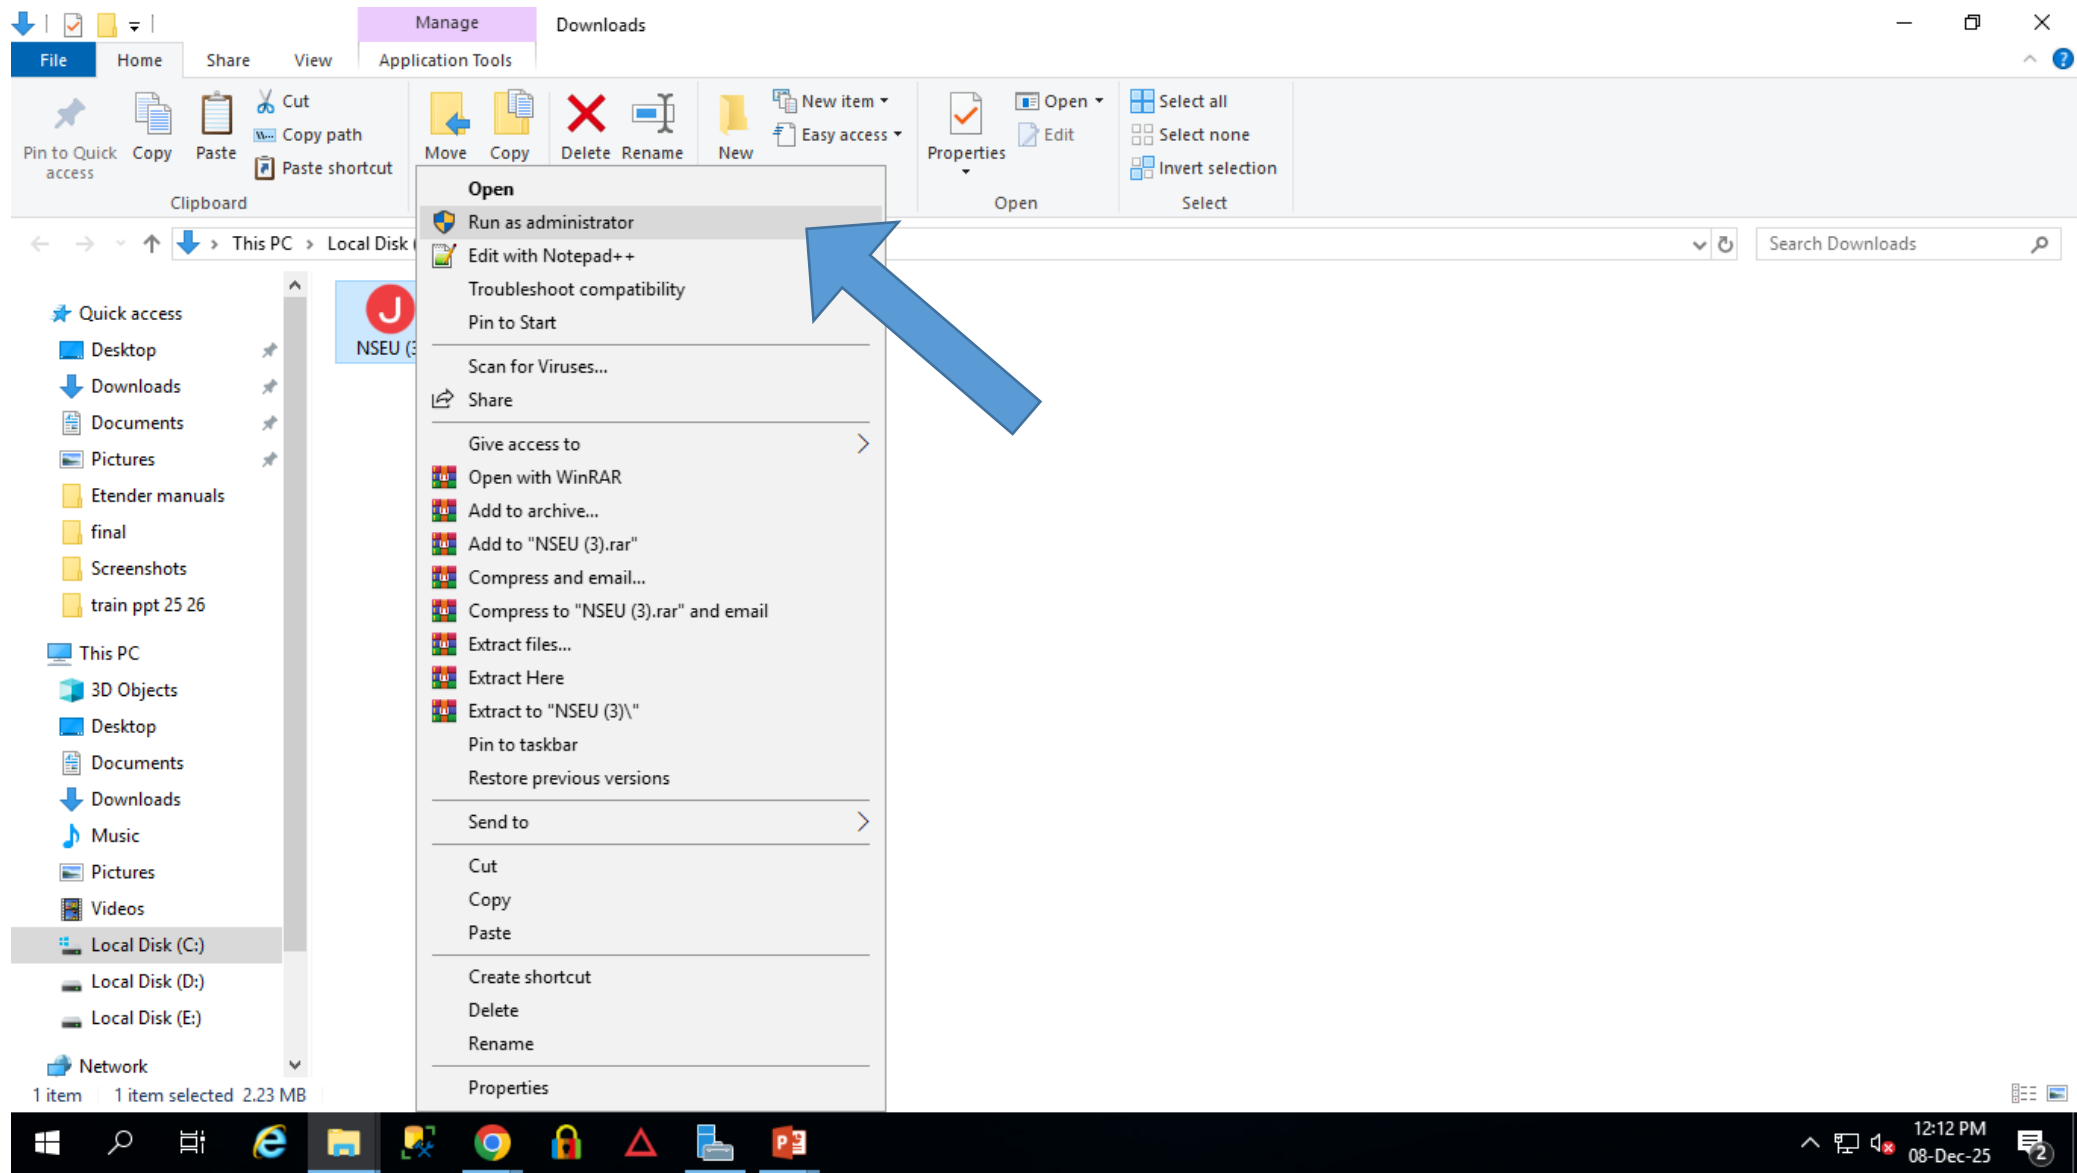 Manage
Downloads
File
Home
Share
View
Application Tools
Pin to Quick access
Copy
Paste
Cut
Copy path
Paste shortcut
Clipboard
Move
Copy
Delete
Rename
New
New item
Easy access
Properties
Open
Edit
Open
Select all
Select none
Invert selection
Select
This PC
Local Disk
Search Downloads
Quick access
Desktop
Downloads
Documents
Pictures
Etender manuals
final
Screenshots
train ppt 25 26
This PC
3D Objects
Desktop
Documents
Downloads
Music
Pictures
Videos
Local Disk (C:)
Local Disk (D:)
Local Disk (E:)
Network
1 item
1 item selected 2.23 MB
J
NSEU (3
Open
Run as administrator
Edit with Notepad++
Troubleshoot compatibility
Pin to Start
Scan for Viruses...
Share
Give access to
Open with WinRAR
Add to archive...
Add to "NSEU (3).rar"
Compress and email...
Compress to "NSEU (3).rar" and email
Extract files...
Extract Here
Extract to "NSEU (3)\"
Pin to taskbar
Restore previous versions
Send to
Cut
Copy
Paste
Create shortcut
Delete
Rename
Properties
12:12 PM
08-Dec-25
2